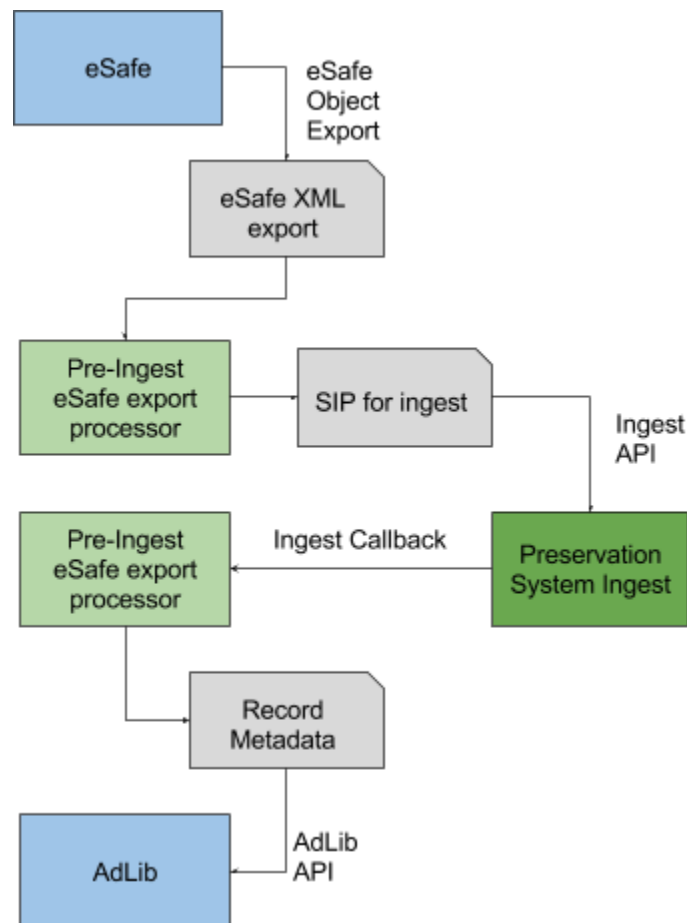 eSafe
eSafe
Object
Export
eSafe XML
export
Pre-Ingest
eSafe export
processor
SIP for ingest
Ingest
API
Pre-Ingest
eSafe export
processor
Ingest Callback
Preservation
System Ingest
Record
Metadata
AdLib
AdLib
API